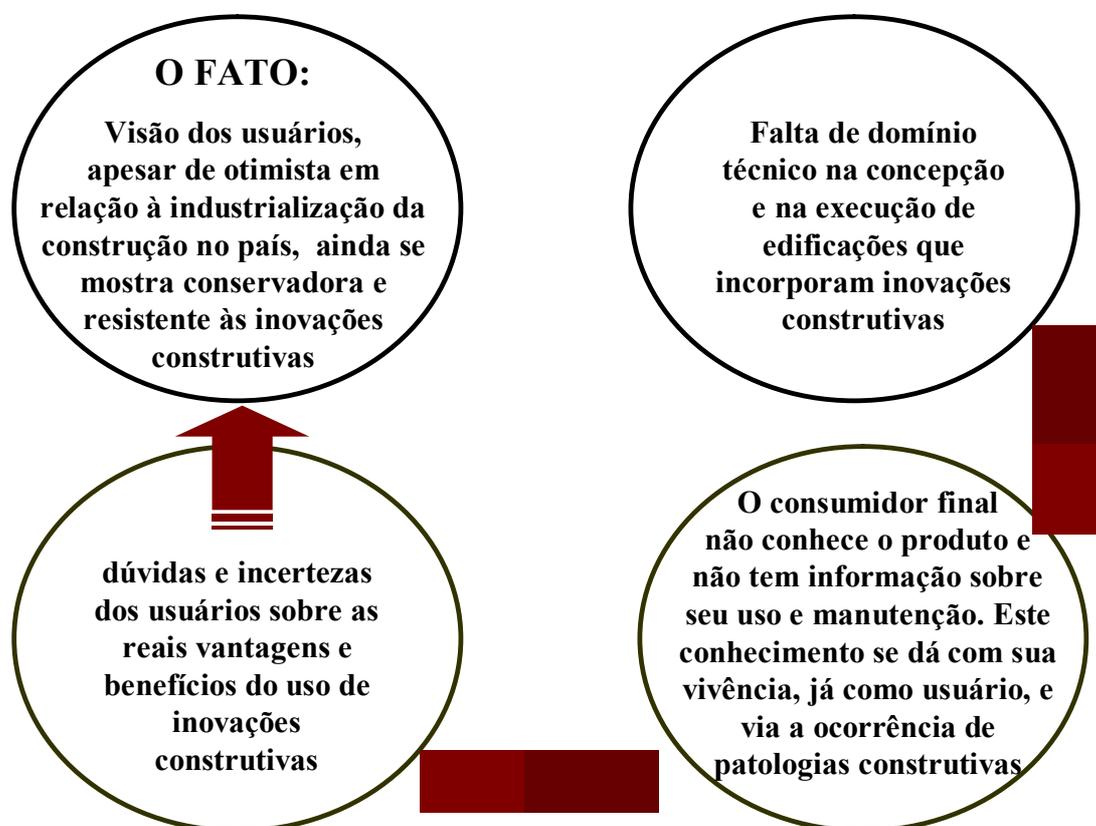 O FATO:
Visão dos usuários,
apesar de otimista em
relação à industrialização da
construção no país,  ainda se
mostra conservadora e
resistente às inovações
construtivas
Falta de domínio
técnico na concepção
e na execução de
edificações que
incorporam inovações
construtivas
dúvidas e incertezas
dos usuários sobre as
reais vantagens e
benefícios do uso de
inovações
construtivas
O consumidor final
não conhece o produto e
não tem informação sobre
seu uso e manutenção. Este
conhecimento se dá com sua
vivência, já como usuário, e
via a ocorrência de
patologias construtivas